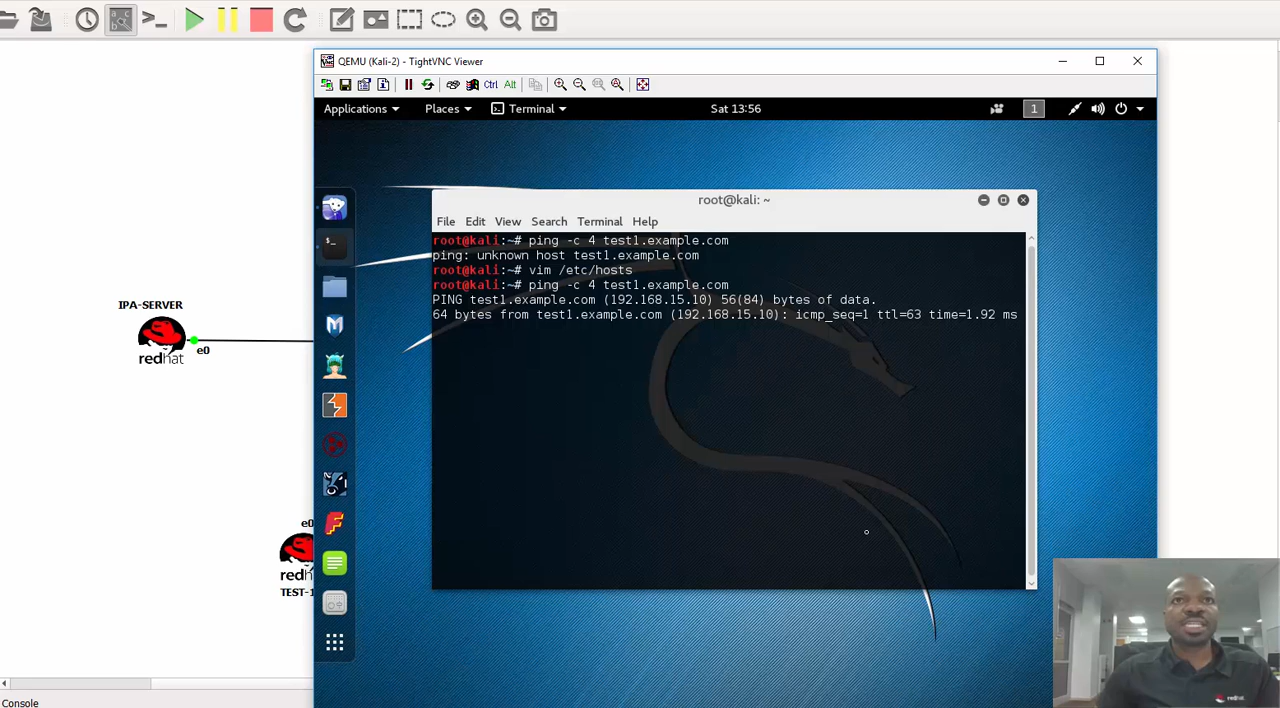 QEMU (Kali-2) - TightVNC Viewer
Ctrl Alt
Applications Places Terminal Sat 13:56 1
root@kali: ~
File Edit View Search Terminal Help
root@kali:~# ping -c 4 test1.example.com
ping: unknown host test1.example.com
root@kali:~# vim /etc/hosts
root@kali:~# ping -c 4 test1.example.com
PING test1.example.com (192.168.15.10) 56(84) bytes of data.
64 bytes from test1.example.com (192.168.15.10): icmp_seq=1 ttl=63 time=1.92 ms
IPA-SERVER
redhat
e0
e0
redh
TEST-1
Console
redhat